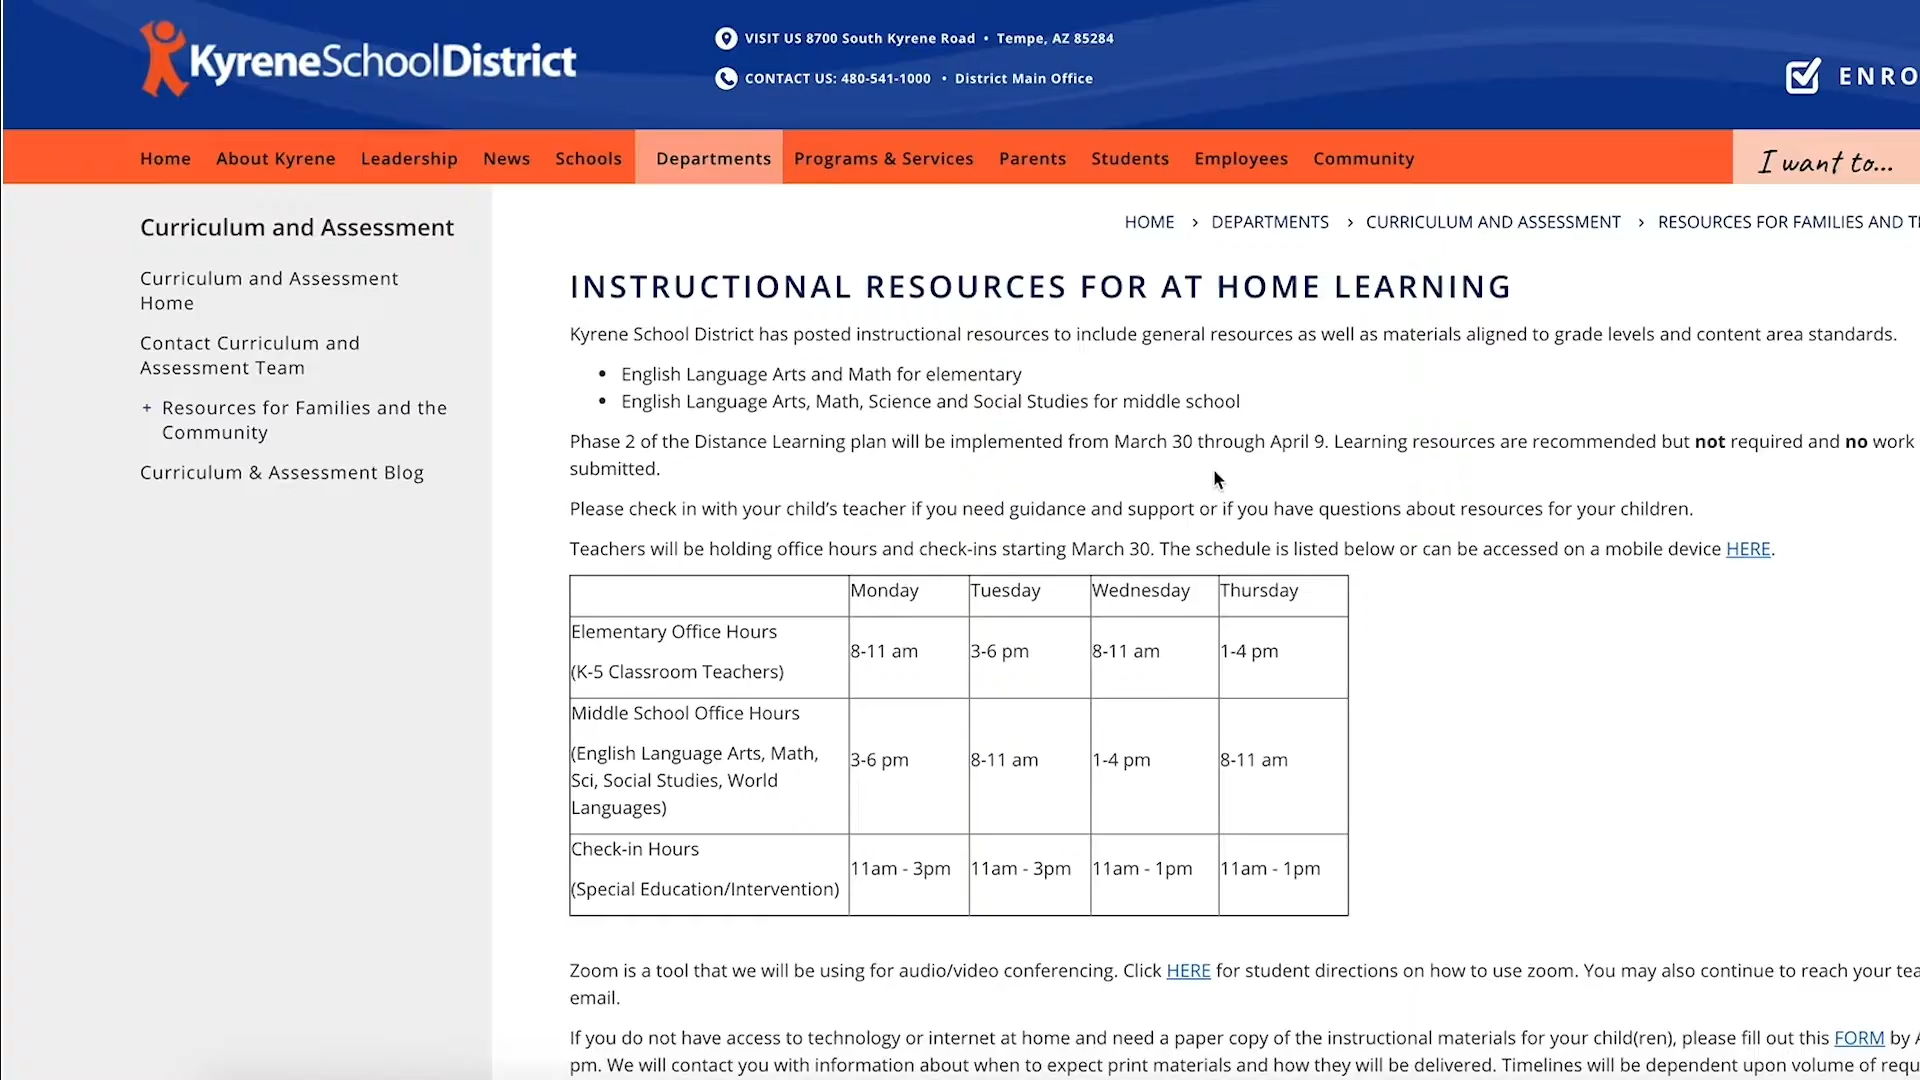 KyreneSchoolDistrict
VISIT US 8700 South Kyrene Road • Tempe, AZ 85284
CONTACT US: 480-541-1000 • District Main Office
ENRO
Home About Kyrene Leadership News Schools Departments Programs & Services Parents Students Employees Community
I want to...
Curriculum and Assessment
Curriculum and Assessment
Home
Contact Curriculum and
Assessment Team
+ Resources for Families and the
Community
Curriculum & Assessment Blog
HOME > DEPARTMENTS > CURRICULUM AND ASSESSMENT > RESOURCES FOR FAMILIES AND
INSTRUCTIONAL RESOURCES FOR AT HOME LEARNING
Kyrene School District has posted instructional resources to include general resources as well as materials aligned to grade levels and content area standards.
• English Language Arts and Math for elementary
• English Language Arts, Math, Science and Social Studies for middle school
Phase 2 of the Distance Learning plan will be implemented from March 30 through April 9. Learning resources are recommended but not required and no work
submitted.
Please check in with your child’s teacher if you need guidance and support or if you have questions about resources for your children.
Teachers will be holding office hours and check-ins starting March 30. The schedule is listed below or can be accessed on a mobile device HERE.
Monday Tuesday Wednesday Thursday
Elementary Office Hours
(K-5 Classroom Teachers)
8-11 am 3-6 pm 8-11 am 1-4 pm
Middle School Office Hours
(English Language Arts, Math,
Sci, Social Studies, World
Languages)
3-6 pm 8-11 am 1-4 pm 8-11 am
Check-in Hours
(Special Education/Intervention)
11am - 3pm 11am - 3pm 11am - 1pm 11am - 1pm
Zoom is a tool that we will be using for audio/video conferencing. Click HERE for student directions on how to use zoom. You may also continue to reach your tea
email.
If you do not have access to technology or internet at home and need a paper copy of the instructional materials for your child(ren), please fill out this FORM by
pm. We will contact you with information about when to expect print materials and how they will be delivered. Timelines will be dependent upon volume of requ